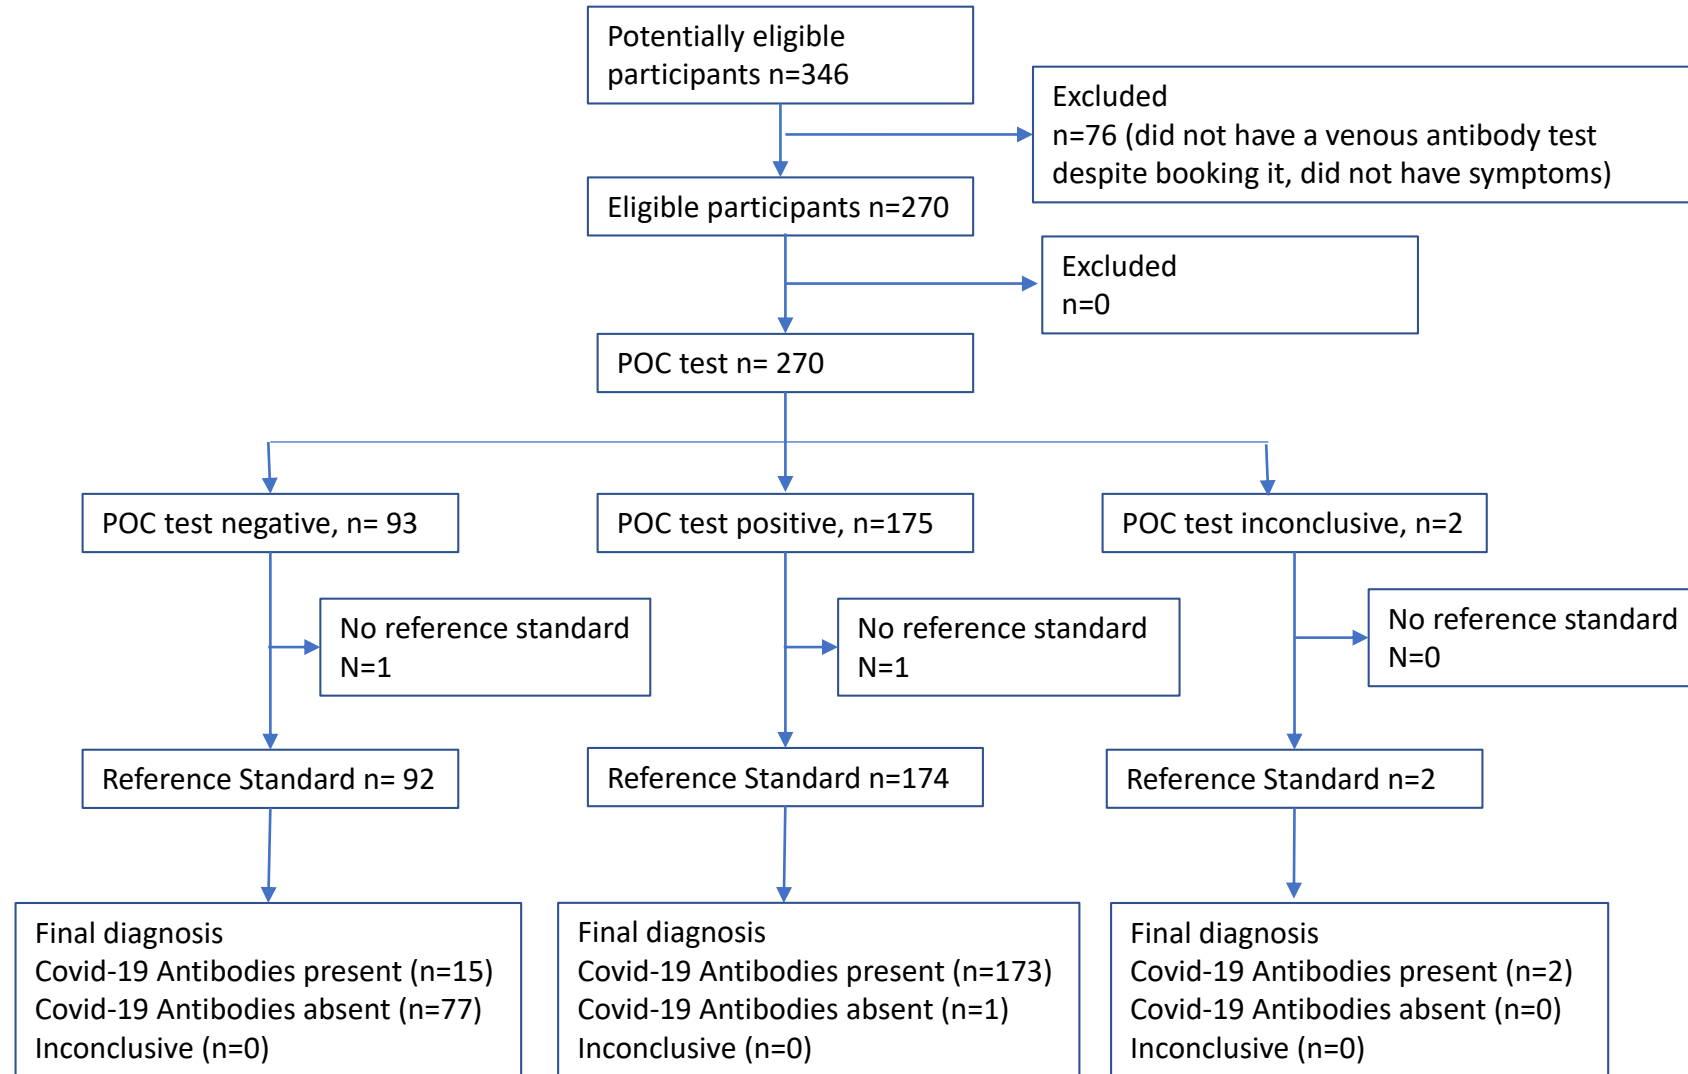 Potentially eligible
participants n=346
Excluded
n=76 (did not have a venous antibody test
despite booking it, did not have symptoms)
Eligible participants n=270
Excluded
n=0
POC test n= 270
POC test negative, n= 93
POC test positive, n=175
POC test inconclusive, n=2
No reference standard
N=1
No reference standard
N=1
No reference standard
N=0
Reference Standard n= 92
Reference Standard n=174
Reference Standard n=2
Final diagnosis
Covid-19 Antibodies present (n=15)
Covid-19 Antibodies absent (n=77)
Inconclusive (n=0)
Final diagnosis
Covid-19 Antibodies present (n=173)
Covid-19 Antibodies absent (n=1)
Inconclusive (n=0)
Final diagnosis
Covid-19 Antibodies present (n=2)
Covid-19 Antibodies absent (n=0)
Inconclusive (n=0)